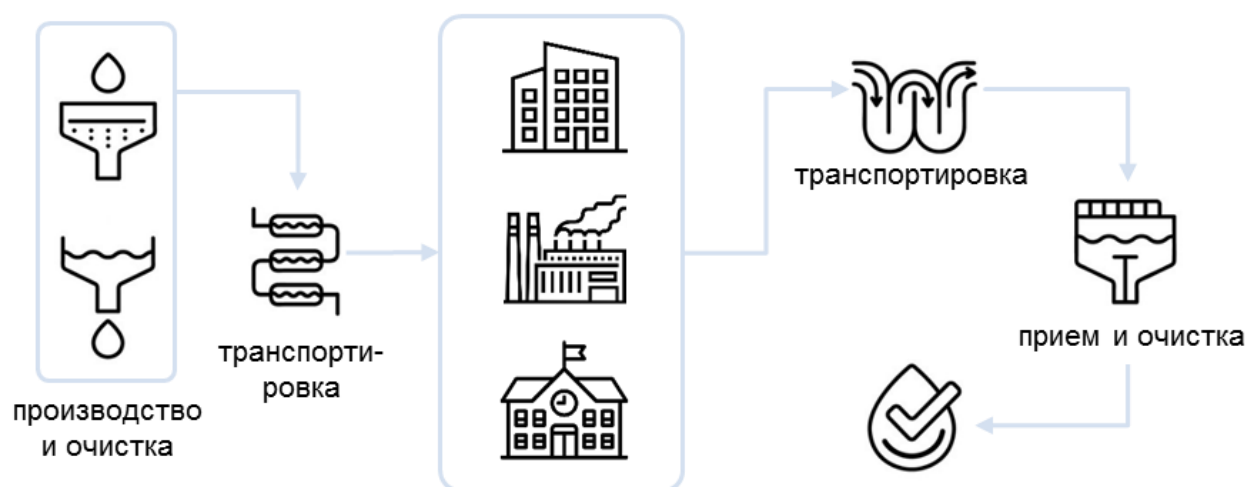 производство
и очистка
транспорти-
ровка
транспортировка
прием и очистка